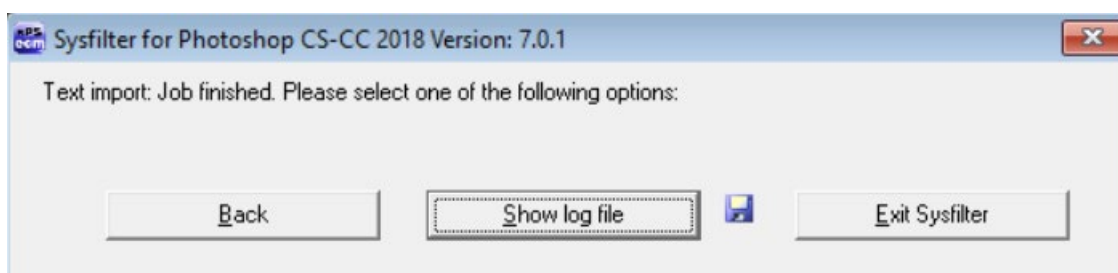 Sysfilter for Photoshop CS-CC 2018 Version: 7.0.1
Text import: Job finished. Please select one of the following options:
Back
Show log file
Exit Sysfilter